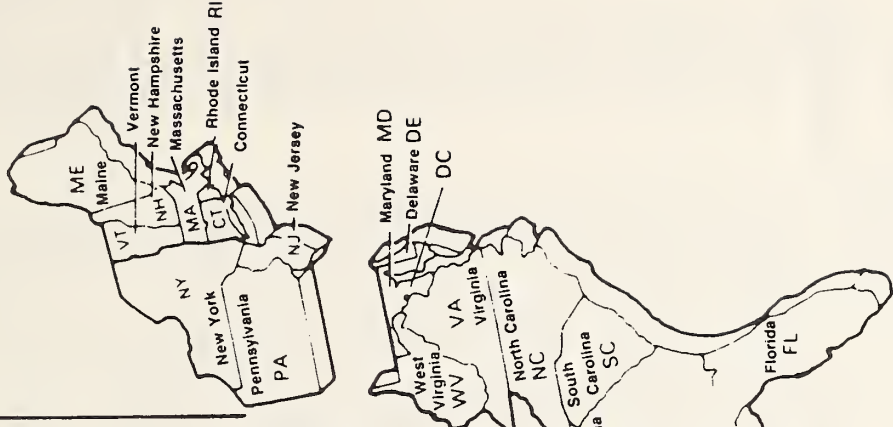 ME
Maine
Vermont
New Hampshire
Massachusetts
Rhode Island RI
Connecticut
VT
NH
MA
CT
NY
New York
New Jersey
NJ
Pennsylvania
PA
Maryland MD
Delaware DE
DC
West
Virginia
WV
VA
Virginia
North Carolina
NC
South
Carolina
SC
Florida
FL